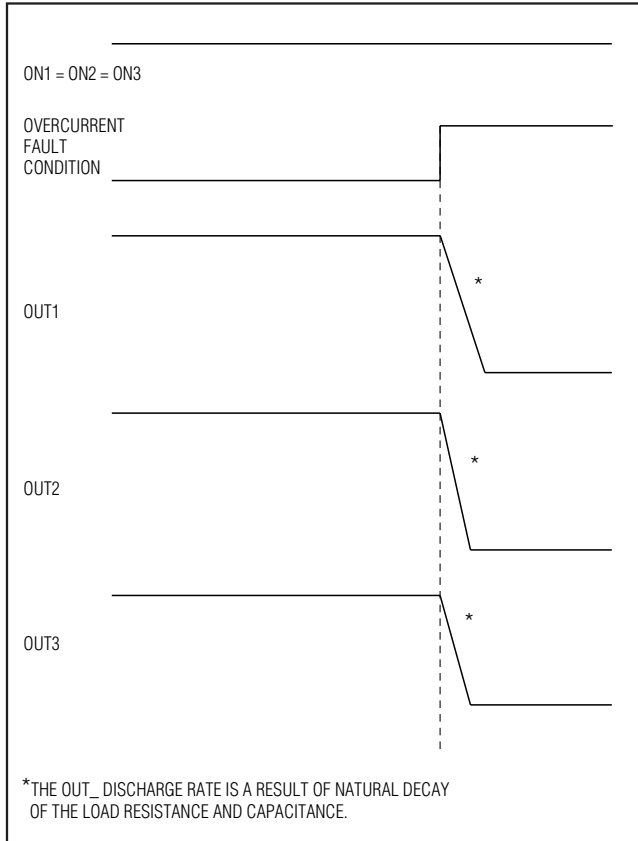 ON1 = ON2 = ON3
OVERCURRENT
FAULT
CONDITION
*
OUT1
*
OUT2
*
OUT3
*THE OUT_ DISCHARGE RATE IS A RESULT OF NATURAL DECAY
OF THE LOAD RESISTANCE AND CAPACITANCE.